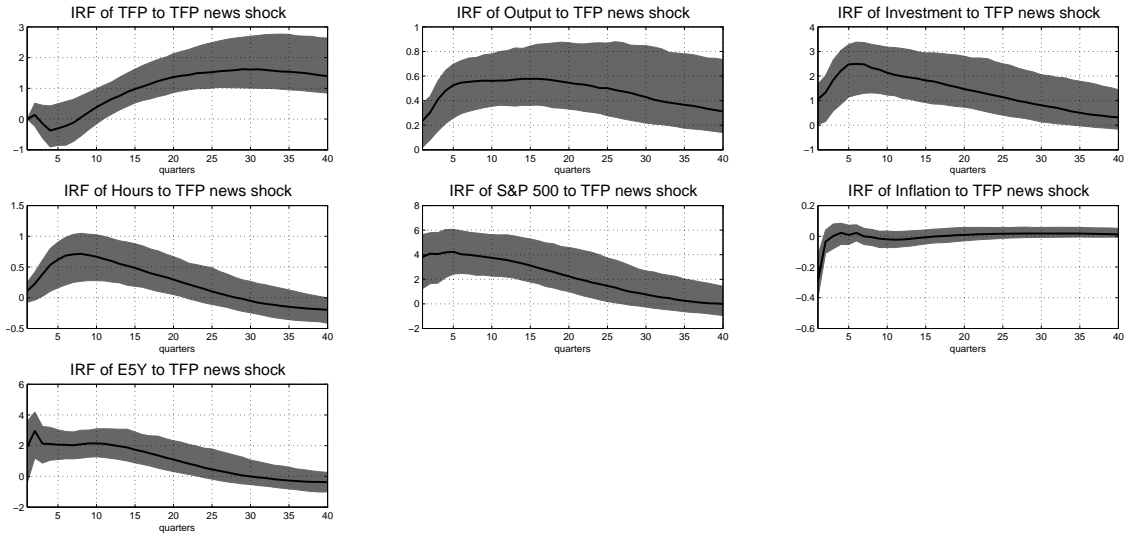 IRF of TFP to TFP news shock
3
2
1
0
−1
5 10 15 20 25 30 35 40
quarters
IRF of Output to TFP news shock
1
0.8
0.6
0.4
0.2
0
5 10 15 20 25 30 35 40
quarters
IRF of Investment to TFP news shock
4
3
2
1
0
−1
5 10 15 20 25 30 35 40
quarters
IRF of Hours to TFP news shock
1.5
1
0.5
0
−0.5
5 10 15 20 25 30 35 40
quarters
IRF of S&P 500 to TFP news shock
8
6
4
2
0
−2
5 10 15 20 25 30 35 40
quarters
IRF of Inflation to TFP news shock
0.2
0
−0.2
−0.4
−0.6
5 10 15 20 25 30 35 40
quarters
IRF of E5Y to TFP news shock
6
4
2
0
−2
5 10 15 20 25 30 35 40
quarters